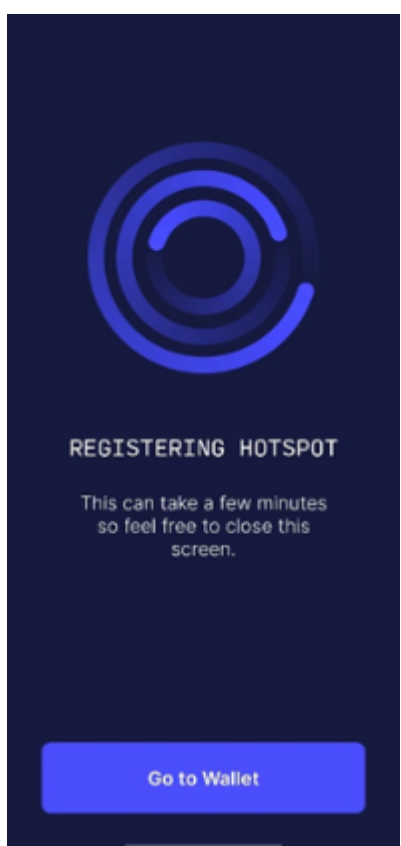 REGISTERING HOTSPOT
This can take a few minutes
so feel free to close this
screen.
Go to Wallet